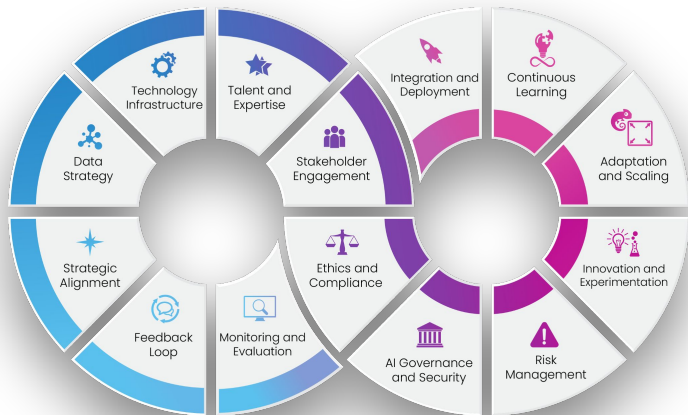 Technology
Infrastructure
Talent and
Expertise
Integration and
Deployment
Continuous
Learning
Data
Strategy
Stakeholder
Engagement
Adaptation
and Scaling
Strategic
Alignment
Ethics and
Compliance
Innovation and
Experimentation
Feedback
Loop
Monitoring and
Evaluation
AI Governance
and Security
Risk
Management